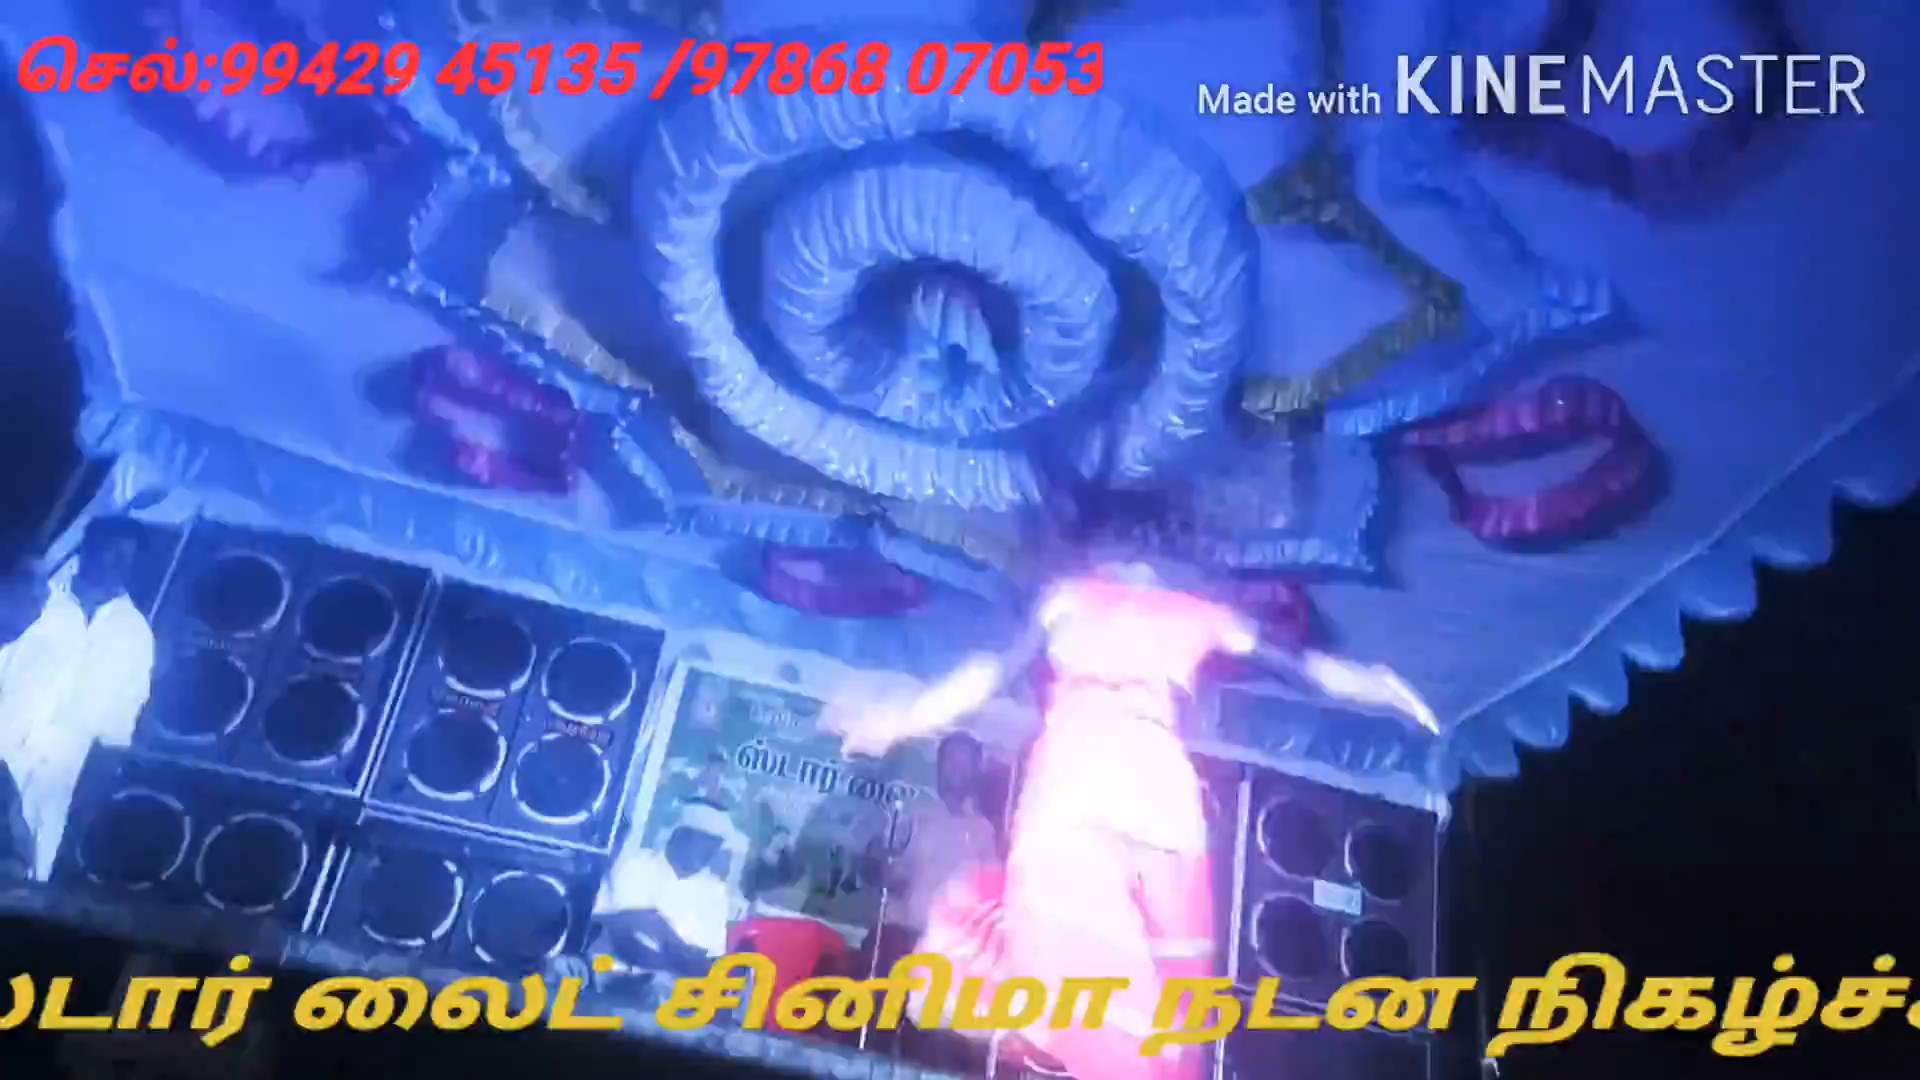 செல்:99429 45135 /97868 07053
Made with KINEMASTER
ஸ்டார் லை
டார் லைட் சினிமா நடன நிகழ்ச்